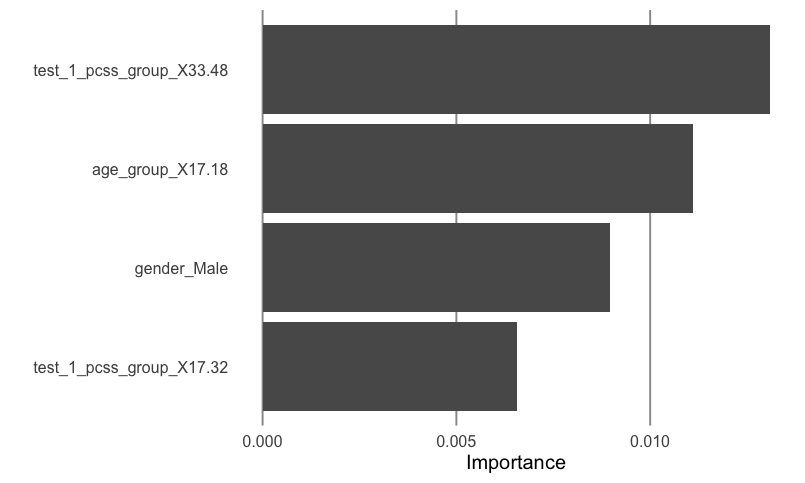 test_1_pcss_group_X33.48
age_group_X17.18
gender_Male
test_1_pcss_group_X17.32
0.000 0.005 0.010
Importance